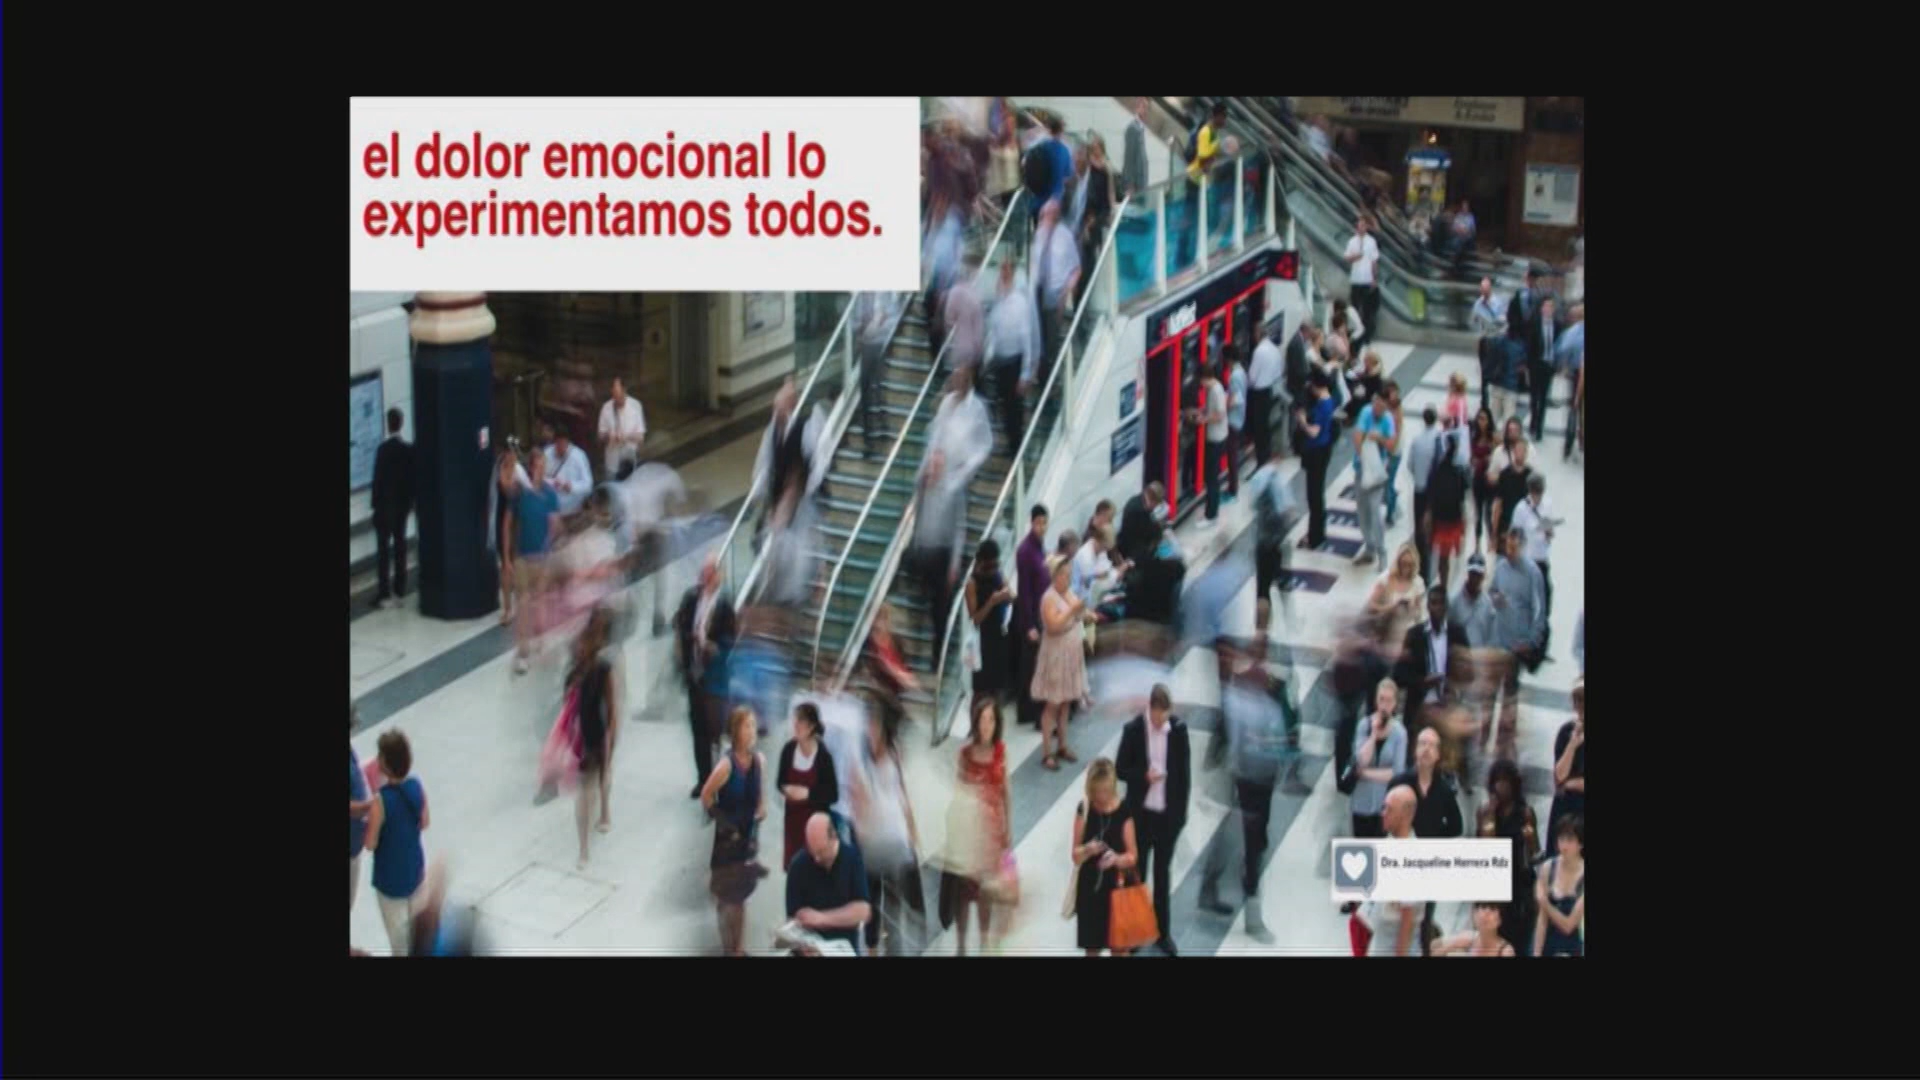 el dolor emocional lo
experimentamos todos.
Dra. Jacqueline Herrera Rdz